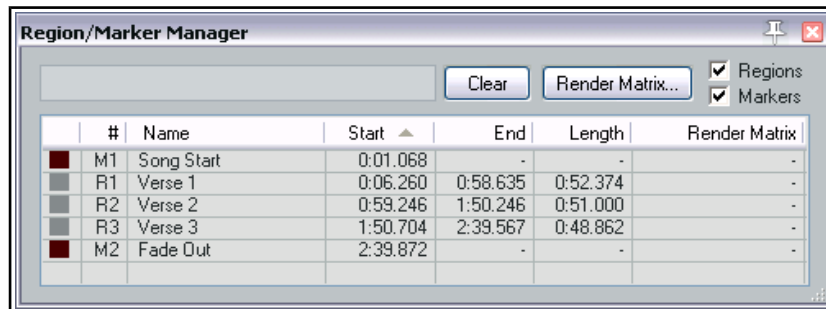 Region/Marker Manager
Clear Render Matrix... Regions
Markers
# Name Start End Length Render Matrix
M1 Song Start 0:01.068 - - -
R1 Verse 1 0:06.260 0:58.635 0:52.374 -
R2 Verse 2 0:59.246 1:50.246 0:51.000 -
R3 Verse 3 1:50.704 2:39.567 0:48.862 -
M2 Fade Out 2:39.872 - - -